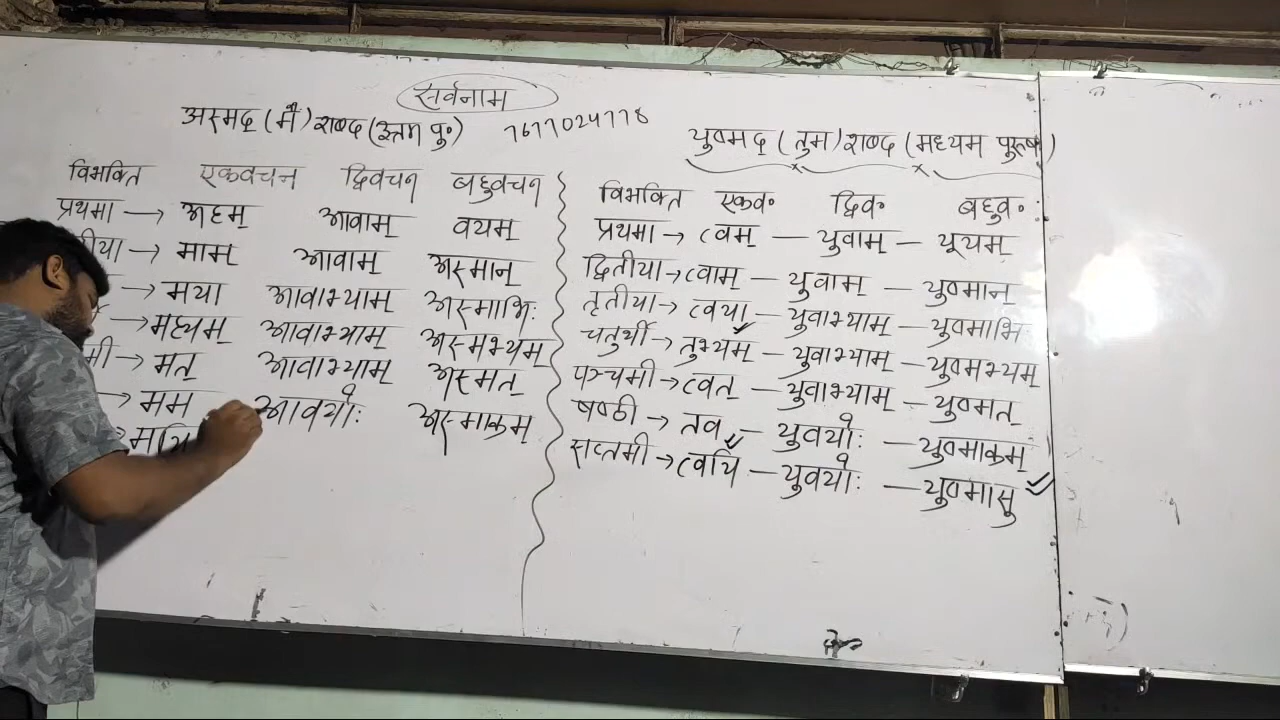 सर्वनाम
अस्मद् (मैं) शब्द (उत्तम पु०) 7677024778
विभक्ति एकवचन द्विवचन बहुवचन
प्रथमा → अहम् आवाम् वयम्
तीया → माम् आवाम् अस्मान्
→ मया आवाभ्याम् अस्माभिः
→ मह्यम् आवाभ्याम् अस्मभ्यम्
मी → मत् आवाभ्याम् अस्मत्
→ मम आवयोः अस्माकम्
→ मयि
युष्मद् (तुम) शब्द (मध्यम पुरूष)
विभक्ति एकव० द्विव० बहुव०
प्रथमा → त्वम् — युवाम् — यूयम्
द्वितीया → त्वाम् — युवाम् — युष्मान्
तृतीया → त्वया — युवाभ्याम् — युष्माभि
चतुर्थी → तुभ्यम् — युवाभ्याम् — युष्मभ्यम्
पञ्चमी → त्वत् — युवाभ्याम् — युष्मत्
षष्ठी → तव — युवयोः — युष्माकम्
सप्तमी → त्वयि — युवयोः — युष्मासु